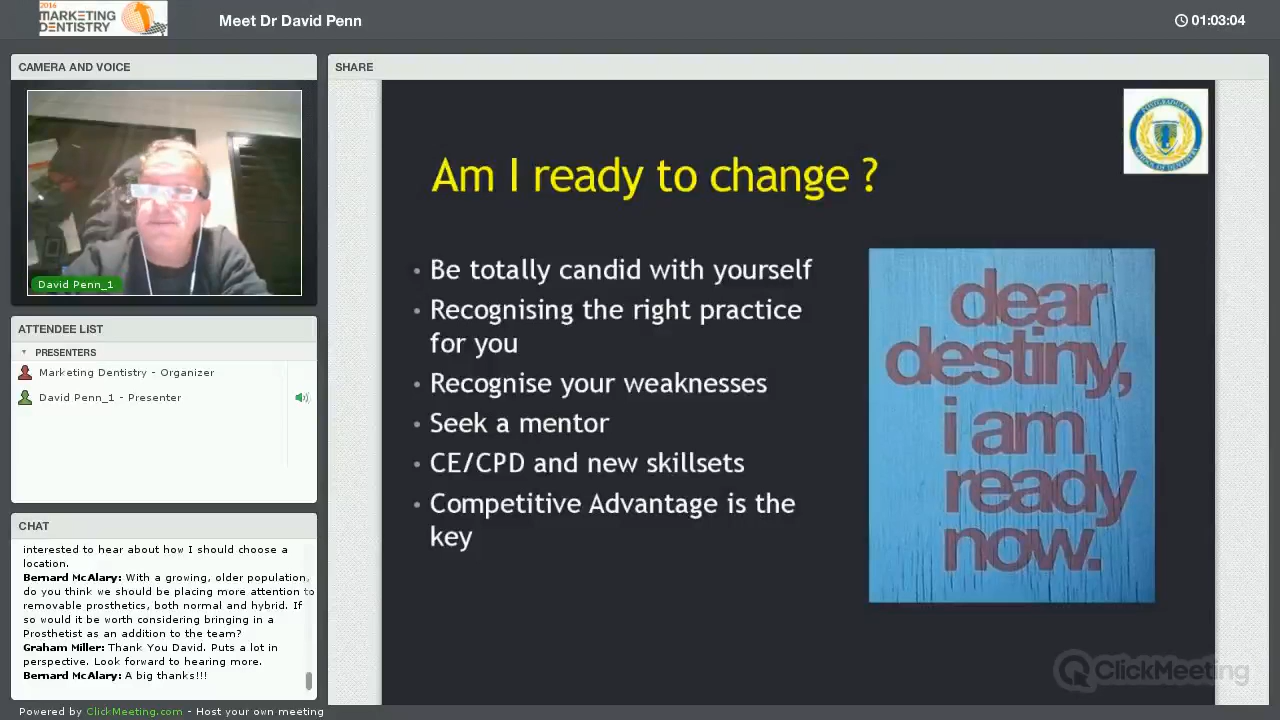 2016
MARKETING
DENTISTRY
Meet Dr David Penn
01:03:04
CAMERA AND VOICE
David Penn_1
ATTENDEE LIST
PRESENTERS
Marketing Dentistry - Organizer
David Penn_1 - Presenter
CHAT
interested to hear about how I should choose a
location.
Bernard McAlary: With a growing, older population,
do you think we should be placing more attention to
removable prosthetics, both normal and hybrid. If
so would it be worth considering bringing in a
Prosthetist as an addition to the team?
Graham Miller: Thank You David. Puts a lot in
perspective. Look forward to hearing more.
Bernard McAlary: A big thanks!!!
Powered by ClickMeeting.com - Host your own meeting
SHARE
Am I ready to change ?
• Be totally candid with yourself
• Recognising the right practice
for you
• Recognise your weaknesses
• Seek a mentor
• CE/CPD and new skillsets
• Competitive Advantage is the
key
dear
destiny,
i am
ready
now.
ClickMeeting